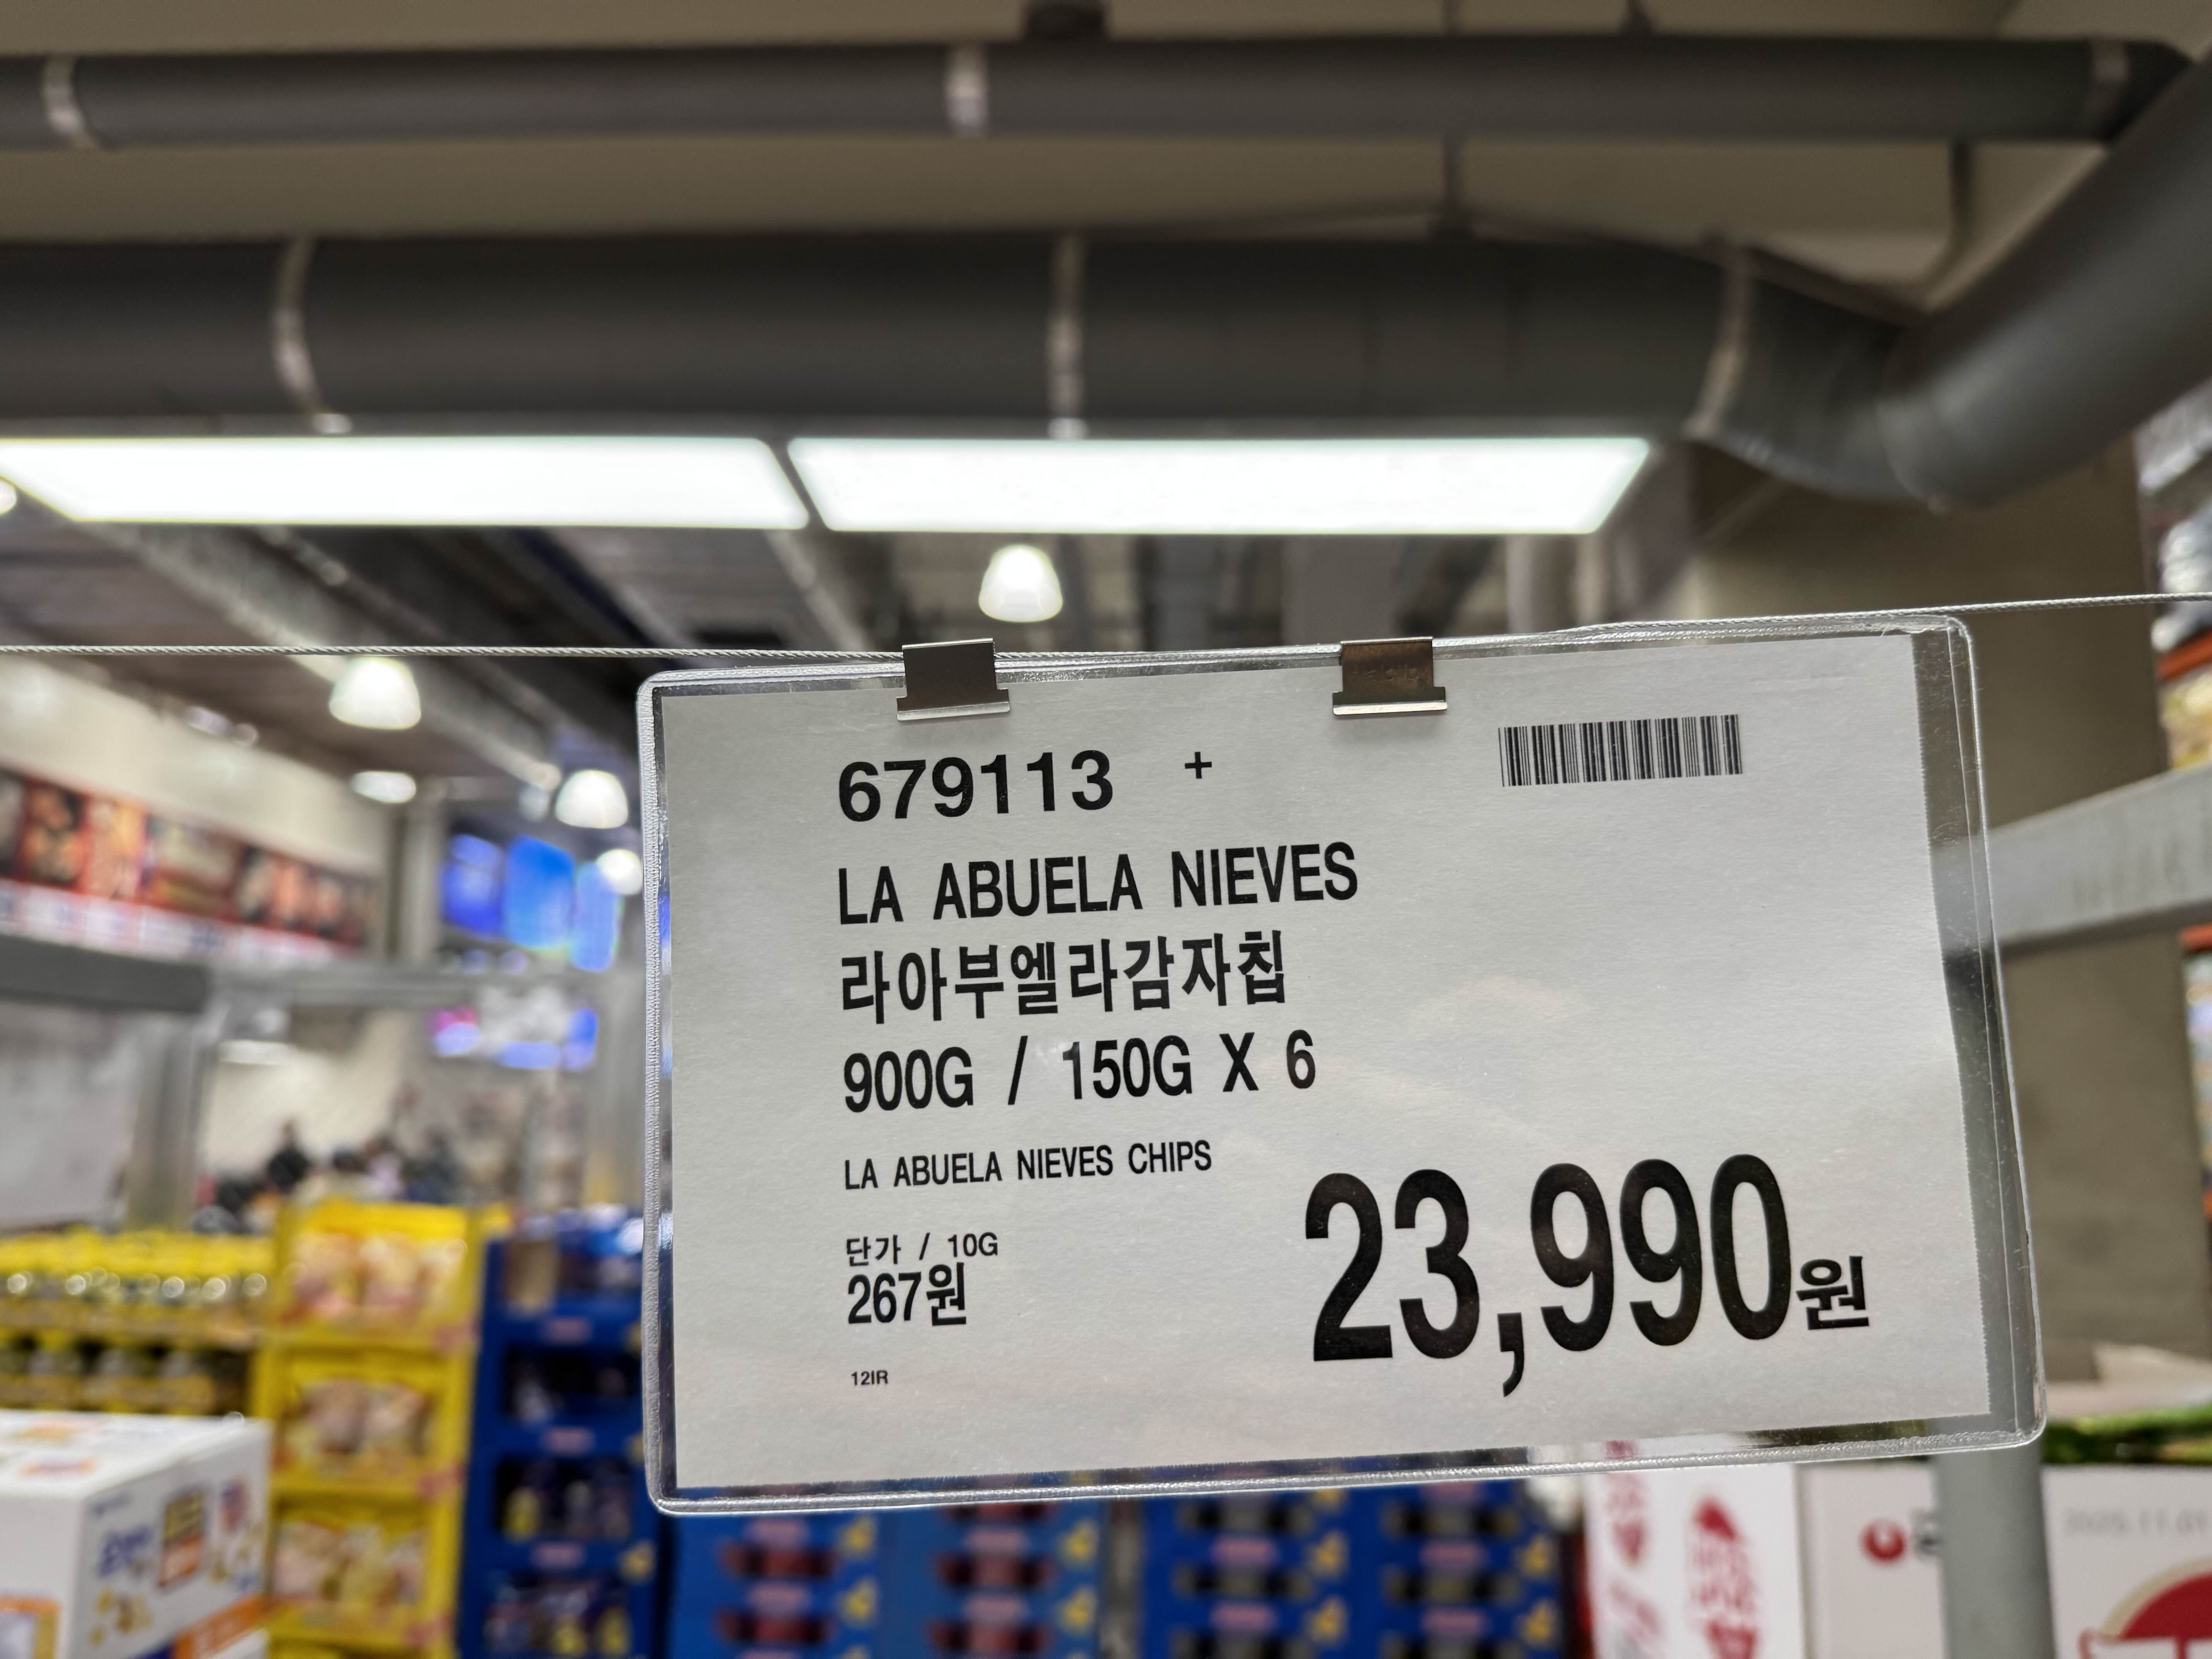 679113 +
LA ABUELA NIEVES
라아부엘라감자칩
900G / 150G X 6
LA ABUELA NIEVES CHIPS
단가 / 10G
267원
23,990원
12IR